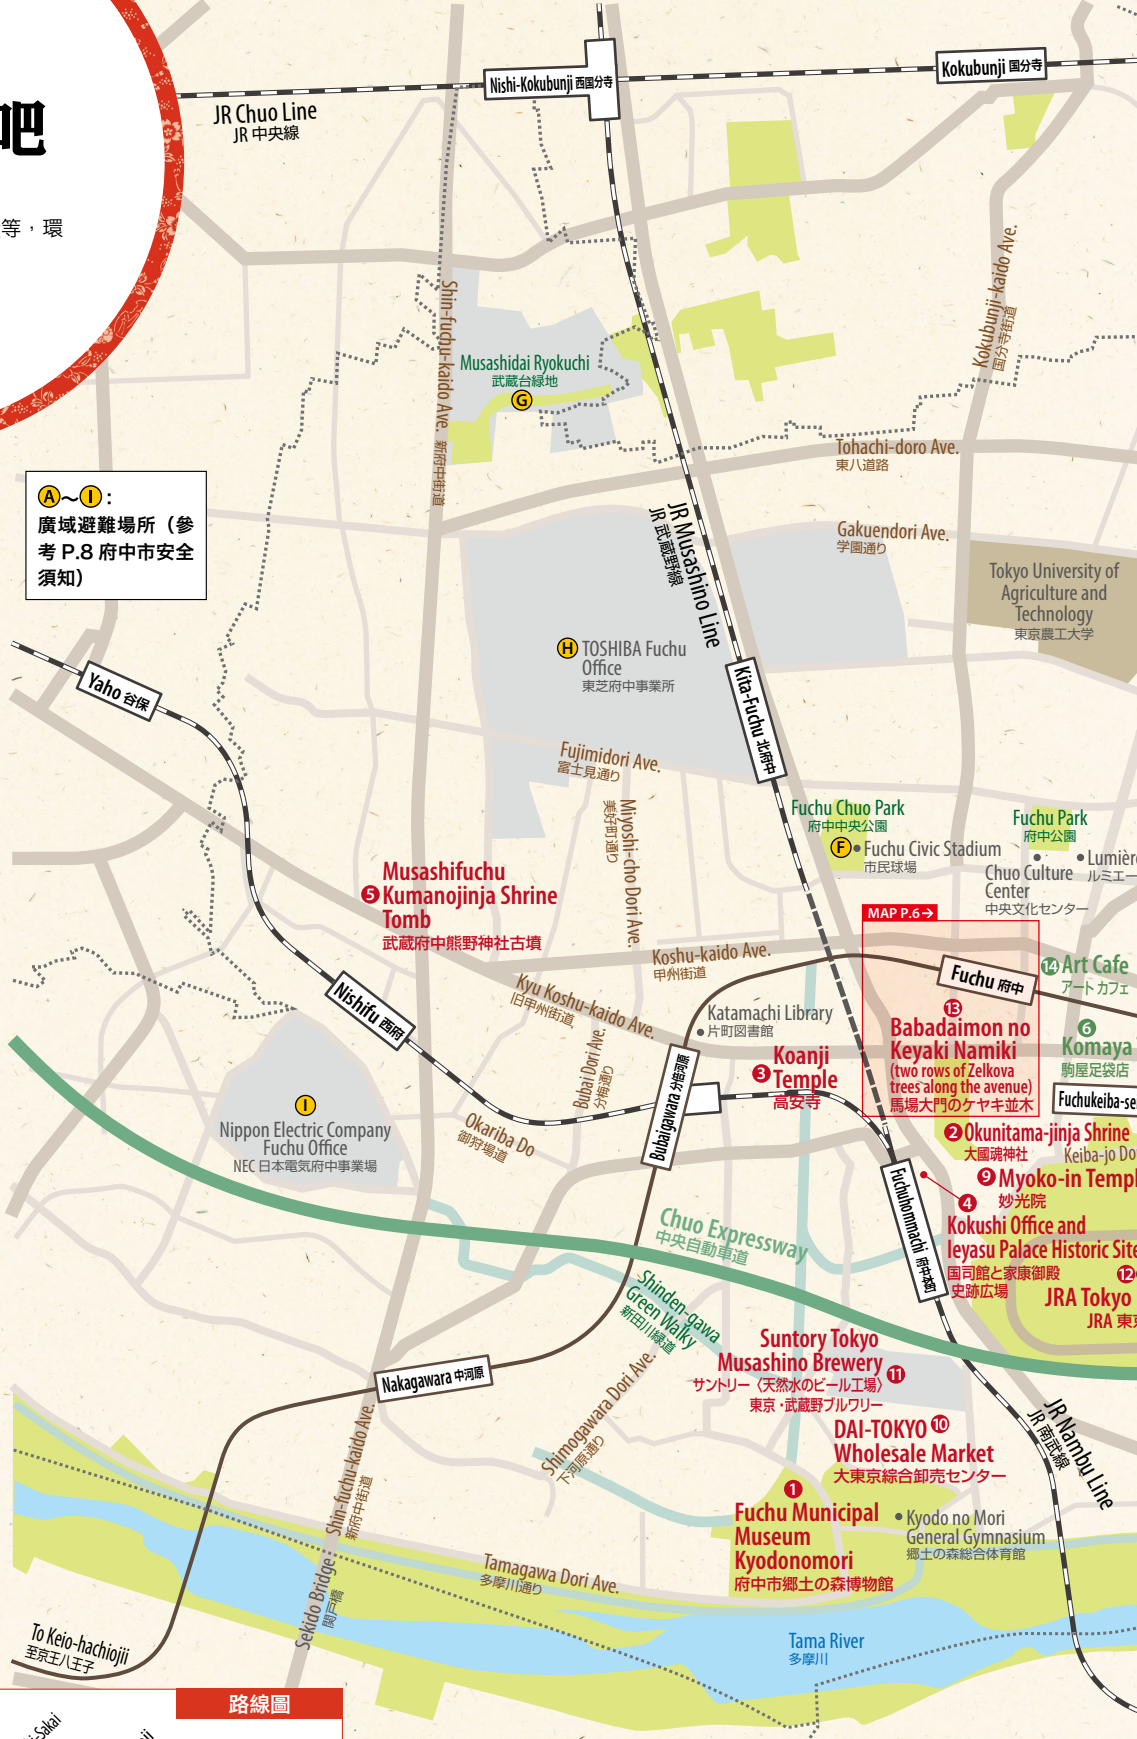 吧
等，環
JR Chuo Line
JR 中央線
Nishi-Kokubunji 西国分寺
Kokubunji 国分寺
Shin-fuchu-kaido Ave. 新府中街道
Kokubunji-kaido Ave.
国分寺街道
Musashidai Ryokuchi
武蔵台緑地
G
Tohachi-doro Ave.
東八道路
A～I：
廣域避難場所（參
考 P.8 府中市安全
須知）
JR Musashino Line
JR 武蔵野線
Gakuendori Ave.
学園通り
Tokyo University of
Agriculture and
Technology
東京農工大学
H TOSHIBA Fuchu
Office
東芝府中事業所
Yaho 谷保
Kita-Fuchu 北府中
Fujimidori Ave.
富士見通り
Miyoshi-cho Dori Ave.
美好町通り
Fuchu Chuo Park
府中中央公園
F Fuchu Civic Stadium
市民球場
Fuchu Park
府中公園
Chuo Culture
Center
中央文化センター
Lumière
ルミエー
5 Musashifuchu
Kumanojinja Shrine
Tomb
武蔵府中熊野神社古墳
MAP P.6→
Koshu-kaido Ave.
甲州街道
Fuchu 府中
14 Art Cafe
アート カフェ
Nishifu 西府
Kyu Koshu-kaido Ave.
旧甲州街道
Katamachi Library
片町図書館
13
Babadaimon no
Keyaki Namiki
(two rows of Zelkova
trees along the avenue)
馬場大門のケヤキ並木
6
Komaya
駒屋足袋店
Bubai Dori Ave.
分梅通り
Bubaigawara 分倍河原
3 Koanji
Temple
高安寺
Fuchukeiba-se
I
Nippon Electric Company
Fuchu Office
NEC 日本電気府中事業場
Okariba Do
御狩場道
2 Okunitama-jinja Shrine
大國魂神社
Keiba-jo Do
9 Myoko-in Templ
妙光院
Fuchuhommachi 府中本町
4
Kokushi Office and
Ieyasu Palace Historic Site
国司館と家康御殿
史跡広場
12
JRA Tokyo
JRA 東京
Chuo Expressway
中央自動車道
Shinden-gawa
Green Walky
新田川緑道
Suntory Tokyo
Musashino Brewery 11
サントリー〈天然水のビール工場〉
東京・武蔵野ブルワリー
Nakagawara 中河原
Shimogawara Dori Ave.
下河原通り
DAI-TOKYO 10
Wholesale Market
大東京綜合卸売センター
JR Nambu Line
JR 南武線
Shin-fuchu-kaido Ave.
新府中街道
1
Fuchu Municipal
Museum
Kyodonomori
府中市郷土の森博物館
Kyodo no Mori
General Gymnasium
郷土の森総合体育館
Tamagawa Dori Ave.
多摩川通り
Sekido Bridge
関戸橋
To Keio-hachiojii
至京王八王子
Tama River
多摩川
路線圖
i-Sakai